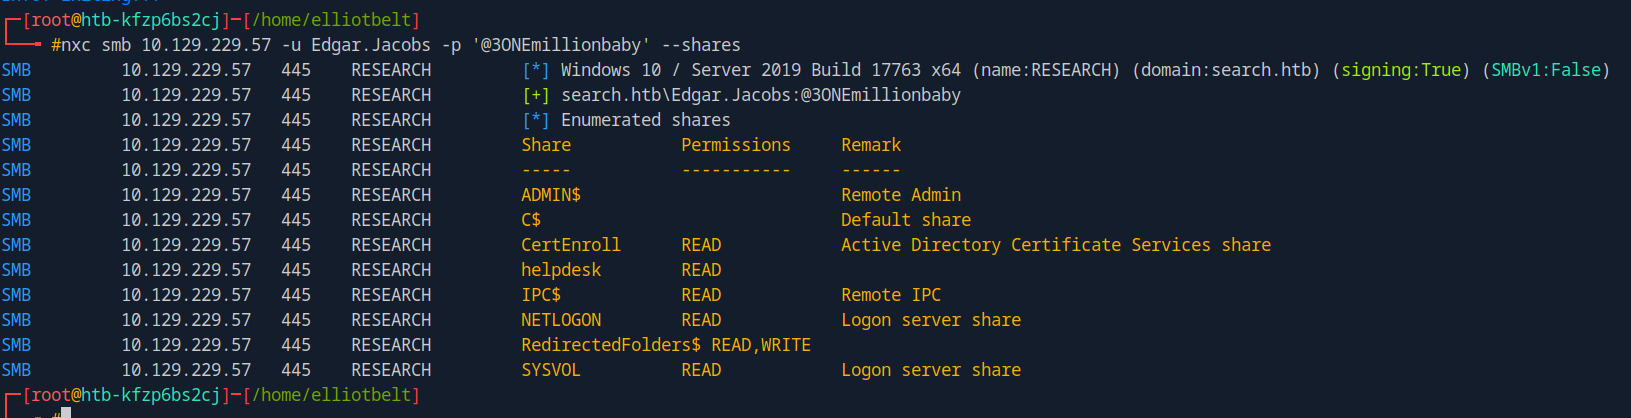 ┌─[root@htb-kfzp6bs2cj]─[/home/elliotbelt]
└──╼ #nxc smb 10.129.229.57 -u Edgar.Jacobs -p '@3ONEmillionbaby' --shares
SMB         10.129.229.57   445    RESEARCH         [*] Windows 10 / Server 2019 Build 17763 x64 (name:RESEARCH) (domain:search.htb) (signing:True) (SMBv1:False)
SMB         10.129.229.57   445    RESEARCH         [+] search.htb\Edgar.Jacobs:@3ONEmillionbaby
SMB         10.129.229.57   445    RESEARCH         [*] Enumerated shares
SMB         10.129.229.57   445    RESEARCH         Share           Permissions     Remark
SMB         10.129.229.57   445    RESEARCH         -----           -----------     ------
SMB         10.129.229.57   445    RESEARCH         ADMIN$                          Remote Admin
SMB         10.129.229.57   445    RESEARCH         C$                              Default share
SMB         10.129.229.57   445    RESEARCH         CertEnroll      READ            Active Directory Certificate Services share
SMB         10.129.229.57   445    RESEARCH         helpdesk        READ
SMB         10.129.229.57   445    RESEARCH         IPC$            READ            Remote IPC
SMB         10.129.229.57   445    RESEARCH         NETLOGON        READ            Logon server share
SMB         10.129.229.57   445    RESEARCH         RedirectedFolders$ READ,WRITE
SMB         10.129.229.57   445    RESEARCH         SYSVOL          READ            Logon server share
┌─[root@htb-kfzp6bs2cj]─[/home/elliotbelt]
└──╼ #